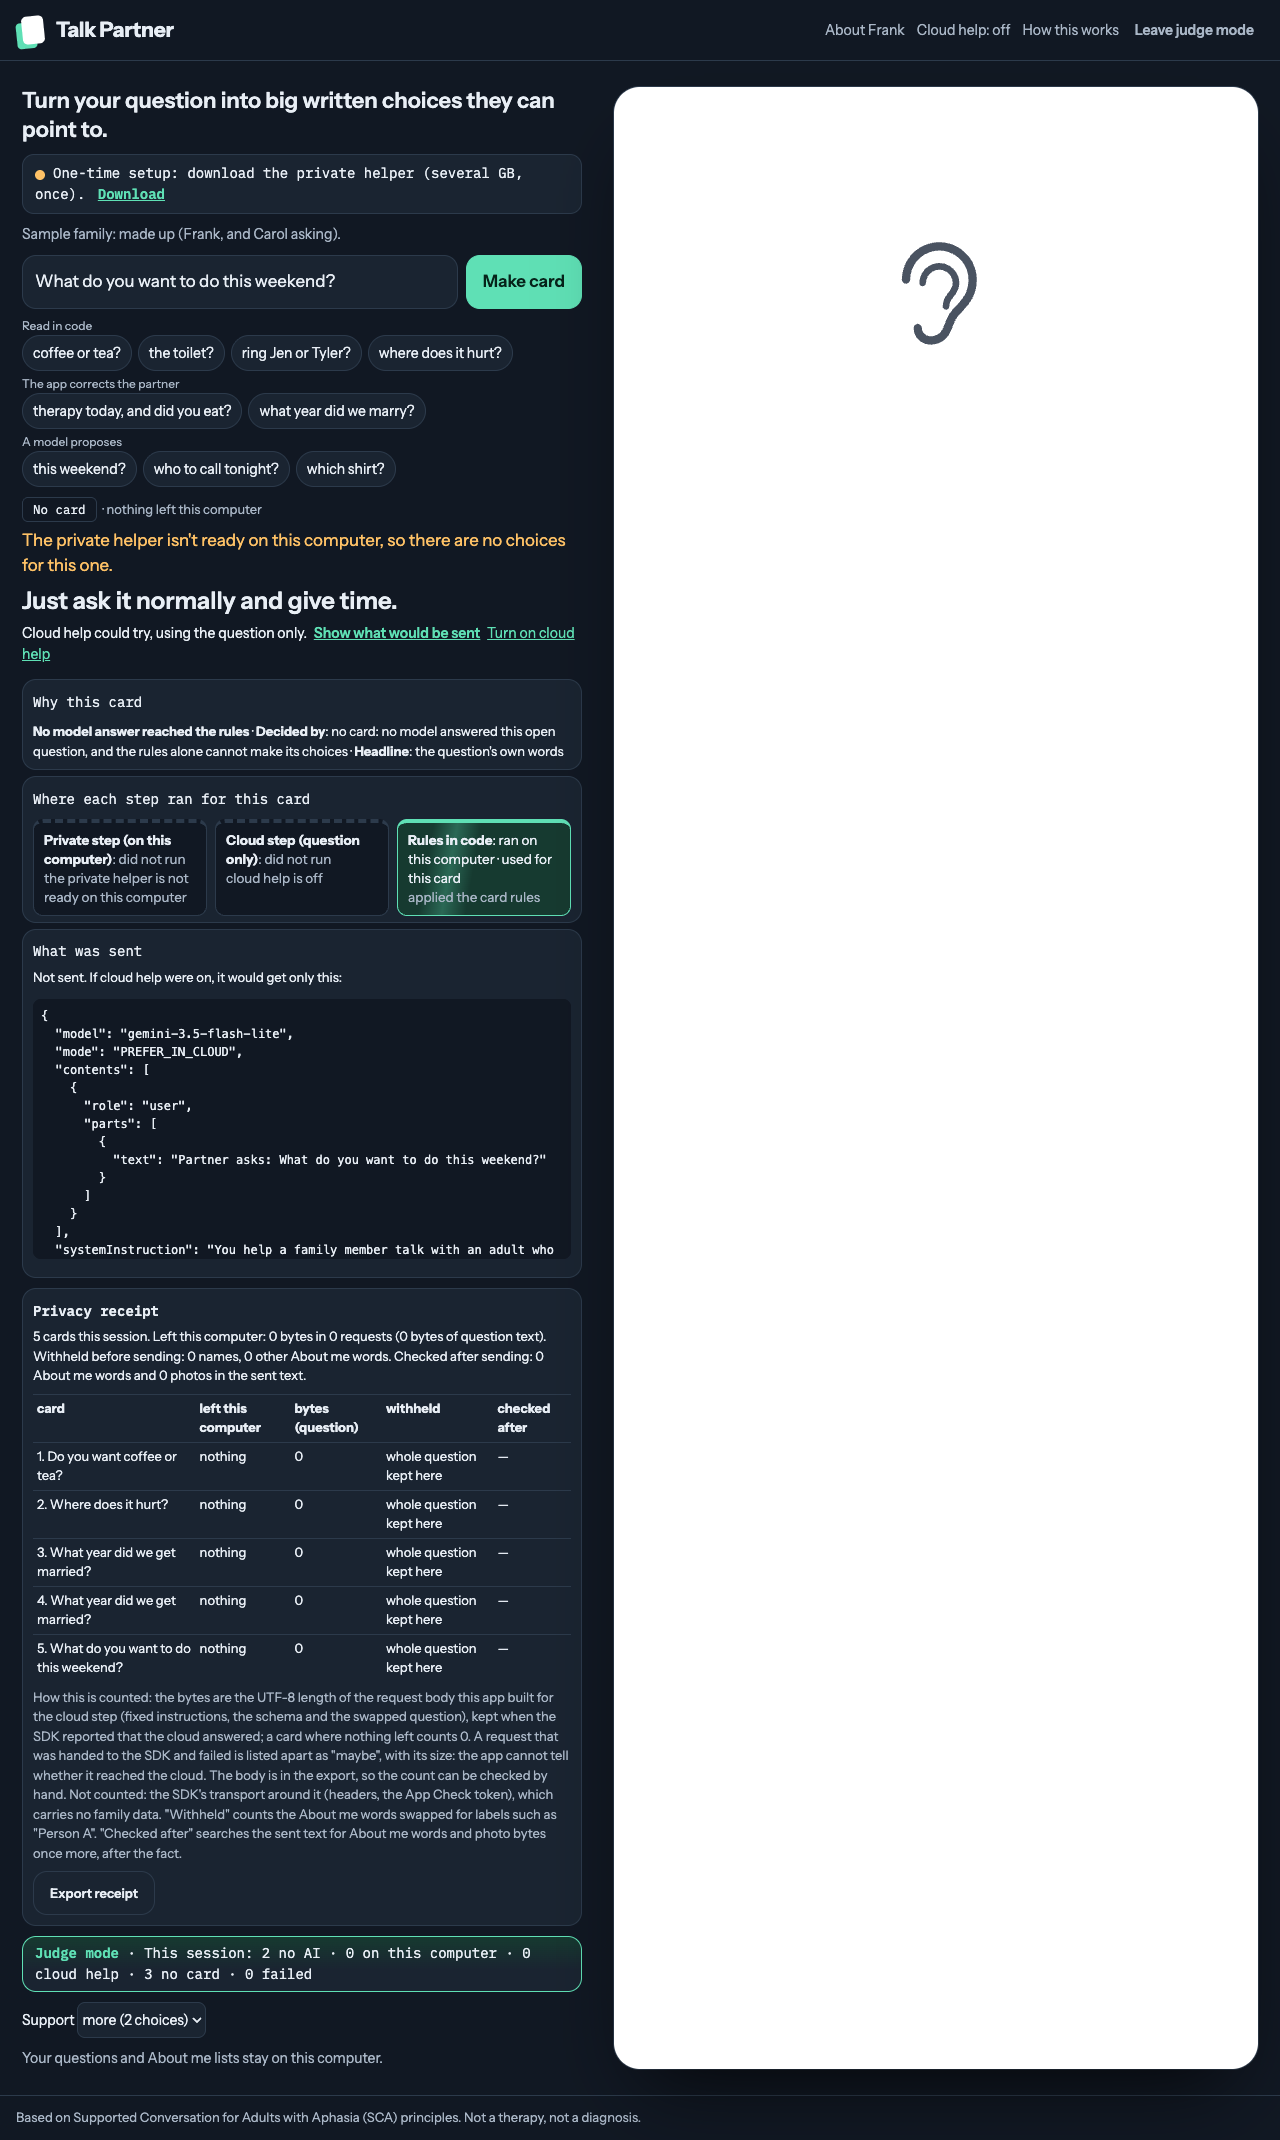 Talk Partner
About Frank Cloud help: off How this works Leave judge mode
Turn your question into big written choices they can
point to.
One-time setup: download the private helper (several GB,
once). Download
Sample family: made up (Frank, and Carol asking).
What do you want to do this weekend? Make card
Read in code
coffee or tea? the toilet? ring Jen or Tyler? where does it hurt?
The app corrects the partner
therapy today, and did you eat? what year did we marry?
A model proposes
this weekend? who to call tonight? which shirt?
No card · nothing left this computer
The private helper isn't ready on this computer, so there are no choices
for this one.
Just ask it normally and give time.
Cloud help could try, using the question only. Show what would be sent Turn on cloud
help
Why this card
No model answer reached the rules · Decided by: no card: no model answered this open
question, and the rules alone cannot make its choices · Headline: the question's own words
Where each step ran for this card
Private step (on this
computer): did not run
the private helper is not
ready on this computer
Cloud step (question
only): did not run
cloud help is off
Rules in code: ran on
this computer · used for
this card
applied the card rules
What was sent
Not sent. If cloud help were on, it would get only this:
{
"model": "gemini-3.5-flash-lite",
"mode": "PREFER_IN_CLOUD",
"contents": [
{
"role": "user",
"parts": [
{
"text": "Partner asks: What do you want to do this weekend?"
}
]
}
],
"systemInstruction": "You help a family member talk with an adult who
Privacy receipt
5 cards this session. Left this computer: 0 bytes in 0 requests (0 bytes of question text).
Withheld before sending: 0 names, 0 other About me words. Checked after sending: 0
About me words and 0 photos in the sent text.
card left this computer bytes (question) withheld checked after
1. Do you want coffee or tea? nothing 0 whole question kept here —
2. Where does it hurt? nothing 0 whole question kept here —
3. What year did we get married? nothing 0 whole question kept here —
4. What year did we get married? nothing 0 whole question kept here —
5. What do you want to do this weekend? nothing 0 whole question kept here —
How this is counted: the bytes are the UTF-8 length of the request body this app built for
the cloud step (fixed instructions, the schema and the swapped question), kept when the
SDK reported that the cloud answered; a card where nothing left counts 0. A request that
was handed to the SDK and failed is listed apart as "maybe", with its size: the app cannot tell
whether it reached the cloud. The body is in the export, so the count can be checked by
hand. Not counted: the SDK's transport around it (headers, the App Check token), which
carries no family data. "Withheld" counts the About me words swapped for labels such as
"Person A". "Checked after" searches the sent text for About me words and photo bytes
once more, after the fact.
Export receipt
Judge mode · This session: 2 no AI · 0 on this computer · 0
cloud help · 3 no card · 0 failed
Support more (2 choices)
Your questions and About me lists stay on this computer.
Based on Supported Conversation for Adults with Aphasia (SCA) principles. Not a therapy, not a diagnosis.